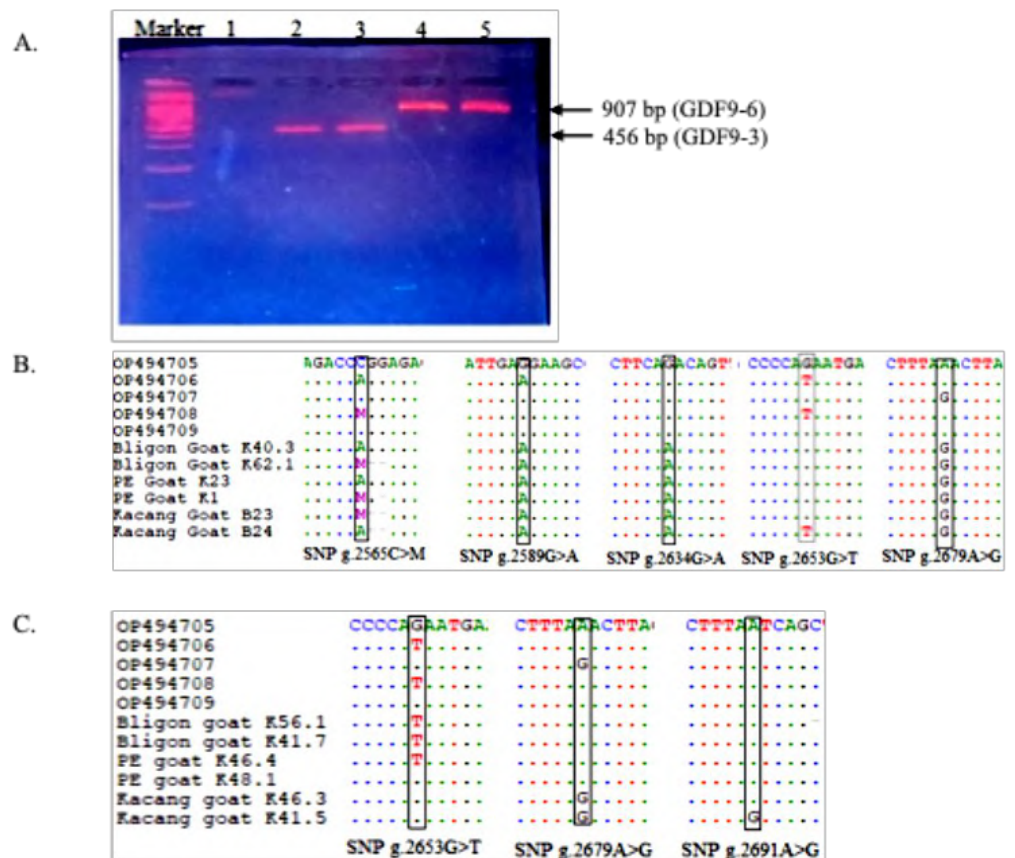 A.
Marker 1 2 3 4 5
907 bp (GDF9-6)
456 bp (GDF9-3)
B.
OP494705 AGACCCGGAGA ATTGAGGAAGC CTTCAGACAGT CCCCAGAATGA CTTTAAACTTA
OP494706 .....A..... .....A..... ........... .....T..... ...........
OP494707 ........... ........... ........... ........... .....G.....
OP494708 .....M..... ........... ........... .....T..... ...........
OP494709 ........... ........... ........... ........... ...........
Bligon Goat K40.3 .....A..... .....A..... .....A..... ........... .....G.....
Bligon Goat K62.1 .....M..... .....A..... .....A..... ........... .....G.....
PE Goat K23 .....A..... .....A..... .....A..... ........... .....G.....
PE Goat K1 .....M..... .....A..... .....A..... ........... .....G.....
Kacang Goat B23 .....M..... .....A..... .....A..... ........... .....G.....
Kacang Goat B24 .....A..... .....A..... .....A..... .....T..... .....G.....
SNP g.2565C>M SNP g.2589G>A SNP g.2634G>A SNP g.2653G>T SNP g.2679A>G
C.
OP494705 CCCCAGAATGA CTTTAAACTTA CTTTAATCAGC
OP494706 .....T..... ........... ...........
OP494707 ........... .....G..... ...........
OP494708 .....T..... ........... ...........
OP494709 ........... ........... ...........
Bligon goat K56.1 .....T..... ........... ...........
Bligon goat K41.7 .....T..... ........... ...........
PE goat K46.4 .....T..... ........... ...........
PE goat K48.1 ........... ........... ...........
Kacang goat K46.3 ........... .....G..... ...........
Kacang goat K41.5 ........... .....G..... .....G.....
SNP g.2653G>T SNP g.2679A>G SNP g.2691A>G